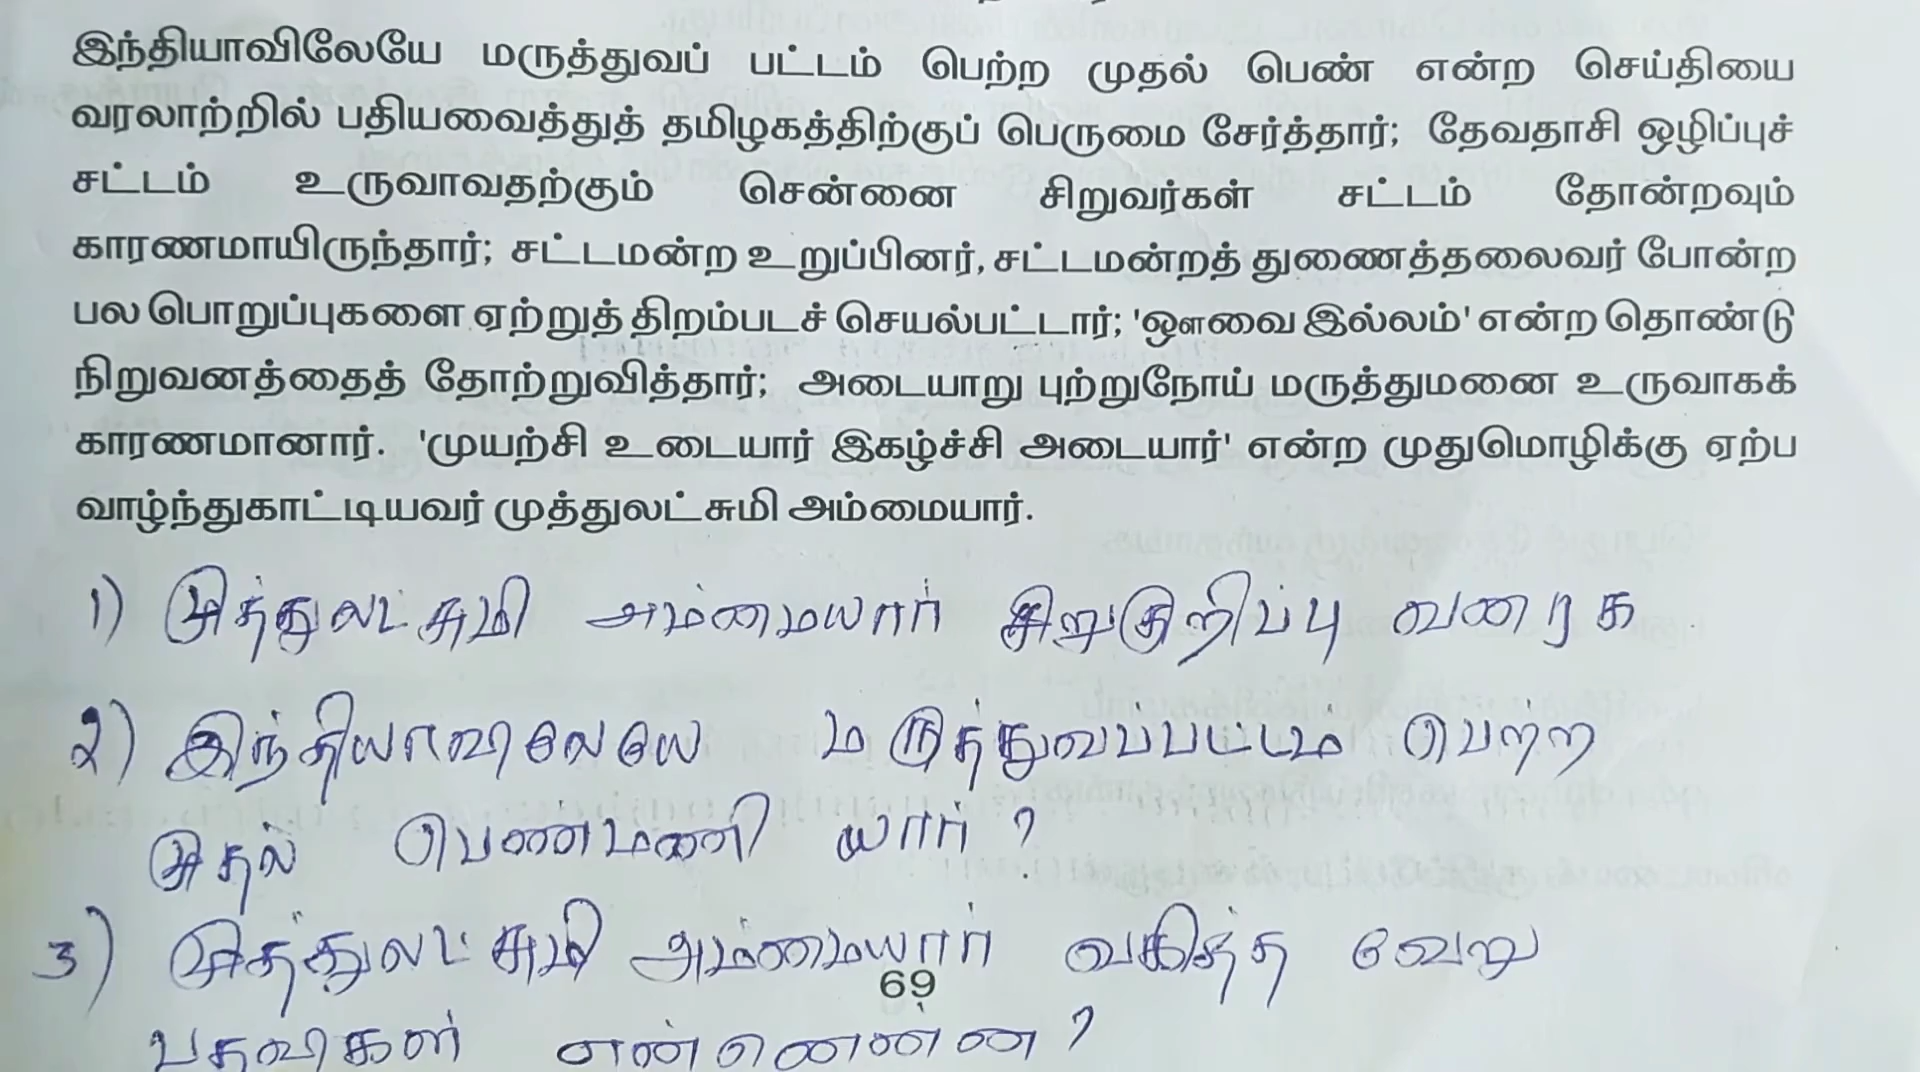 இந்தியாவிலேயே மருத்துவப் பட்டம் பெற்ற முதல் பெண் என்ற செய்தியை
வரலாற்றில் பதியவைத்துத் தமிழகத்திற்குப் பெருமை சேர்த்தார்; தேவதாசி ஒழிப்புச்
சட்டம் உருவாவதற்கும் சென்னை சிறுவர்கள் சட்டம் தோன்றவும்
காரணமாயிருந்தார்; சட்டமன்ற உறுப்பினர், சட்டமன்றத் துணைத்தலைவர் போன்ற
பல பொறுப்புகளை ஏற்றுத் திறம்படச் செயல்பட்டார்; 'ஔவை இல்லம்' என்ற தொண்டு
நிறுவனத்தைத் தோற்றுவித்தார்; அடையாறு புற்றுநோய் மருத்துமனை உருவாகக்
காரணமானார். 'முயற்சி உடையார் இகழ்ச்சி அடையார்' என்ற முதுமொழிக்கு ஏற்ப
வாழ்ந்துகாட்டியவர் முத்துலட்சுமி அம்மையார்.
1) முத்துலட்சுமி அம்மையார் சிறுகுறிப்பு வரைக
2) இந்தியாவிலேயே மருத்துவப்பட்டம் பெற்ற
முதல் பெண்மணி யார்?
3) முத்துலட்சுமி அம்மையார் வகித்த வேறு
69
பதவிகள் என்னென்ன?